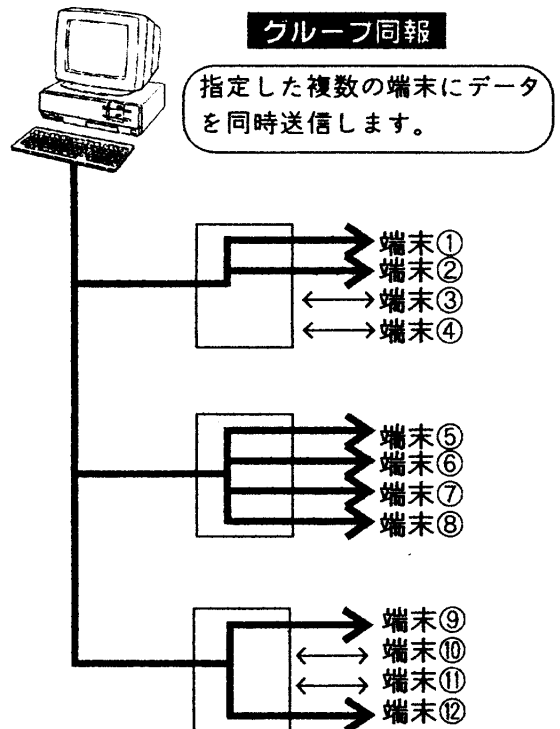 グループ同報
指定した複数の端末にデータ
を同時送信します。
端末①
端末②
端末③
端末④
端末⑤
端末⑥
端末⑦
端末⑧
端末⑨
端末⑩
端末⑪
端末⑫